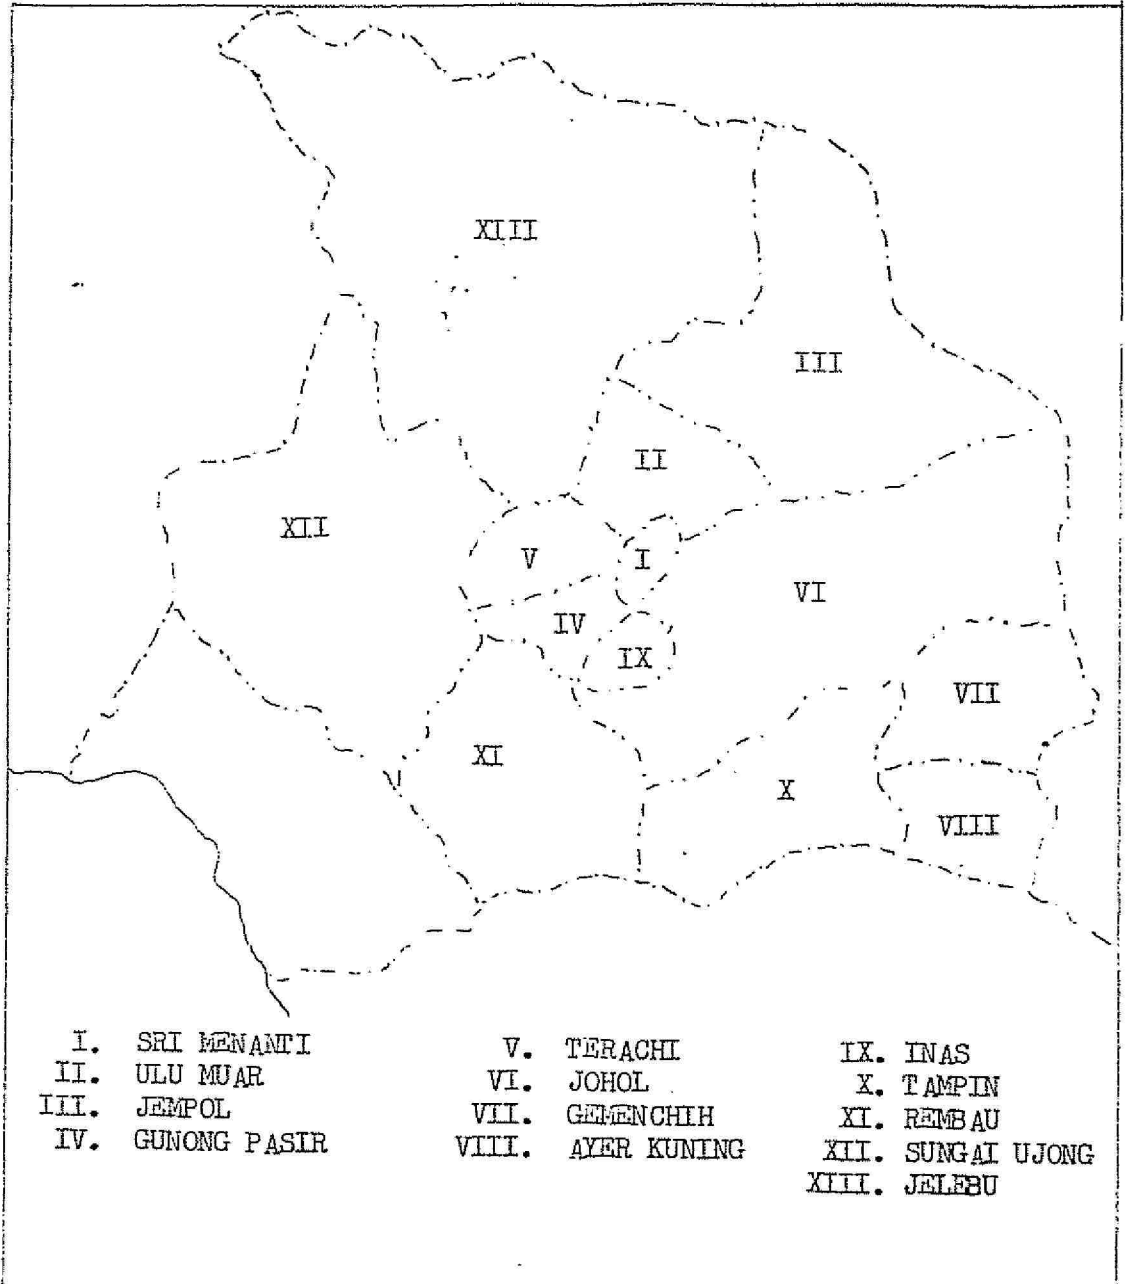 XIII
III
II
XII
V
I
VI
IV
IX
VII
XI
X
VIII
I. SRI MENANTI
II. ULU MUAR
III. JEMPOL
IV. GUNONG PASIR
V. TERACHI
VI. JOHOL
VII. GEMENCHIH
VIII. AYER KUNING
IX. INAS
X. TAMPIN
XI. REMBAU
XII. SUNGAI UJONG
XIII. JELEBU